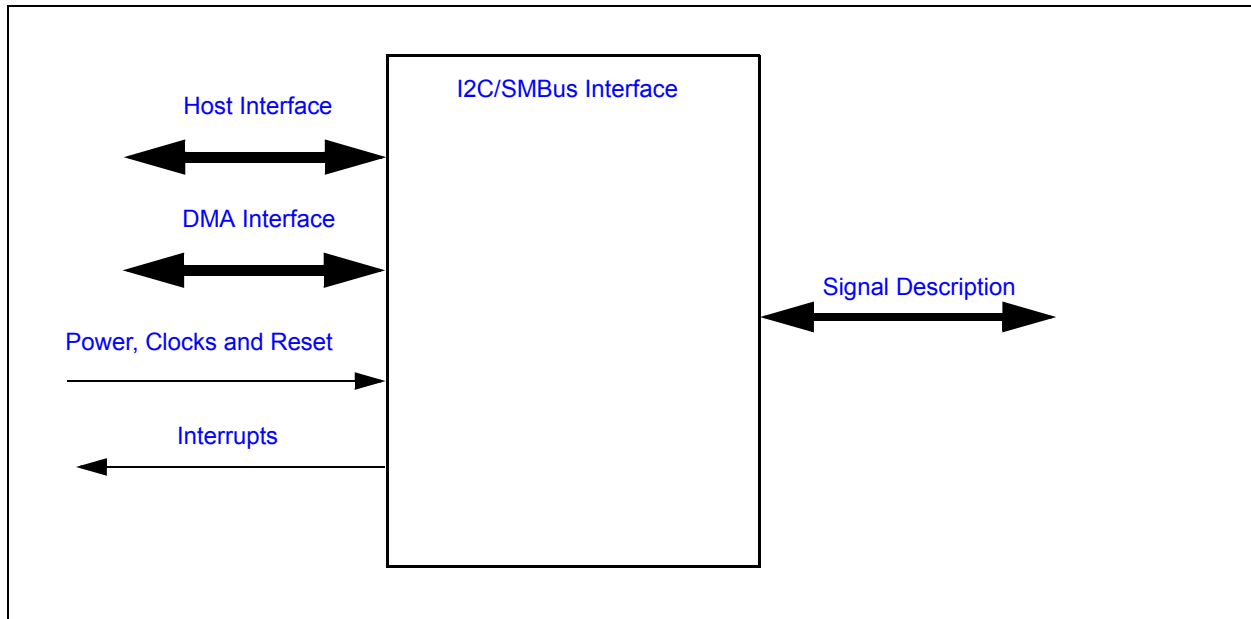 I2C/SMBus Interface
Host Interface
DMA Interface
Signal Description
Power, Clocks and Reset
Interrupts